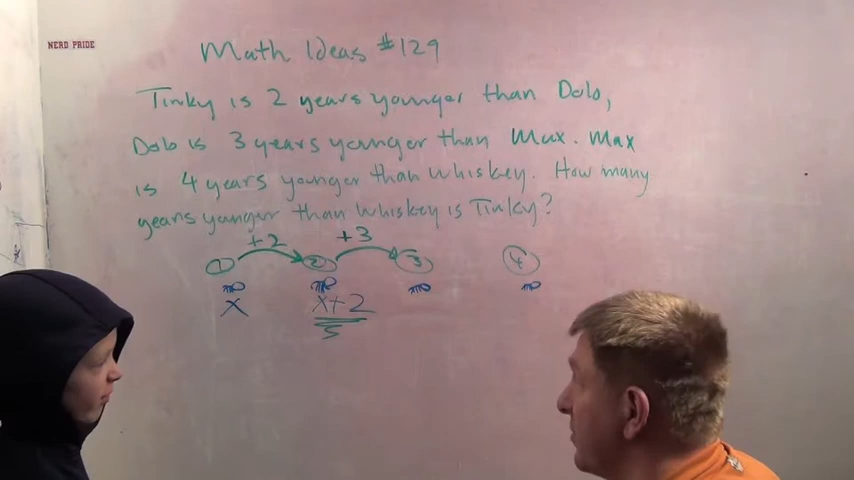 NERD PRIDE
Math Ideas #129
Tinky is 2 years younger than Dolo,
Dolo is 3 years younger than Max. Max
is 4 years younger than Whiskey. How many
years younger than Whiskey is Tinky?
+2 +3
1 2 3 4
x x+2
5